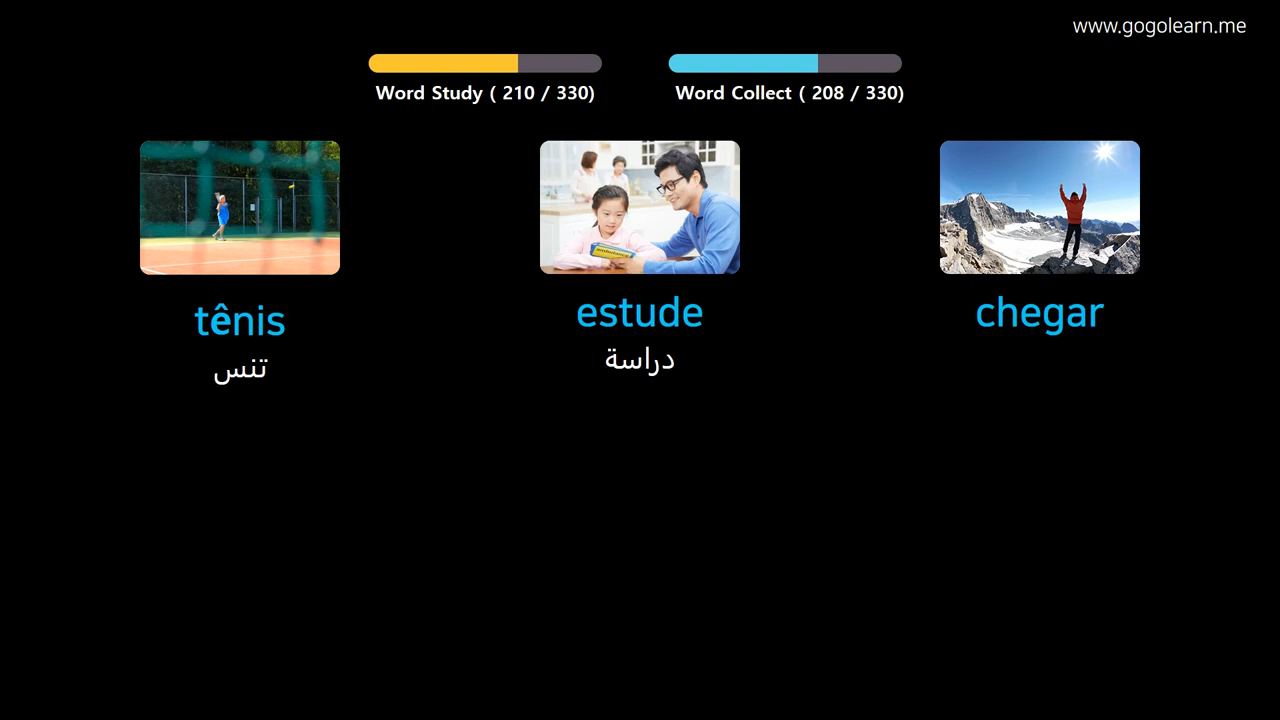 www.gogolearn.me
Word Study ( 210 / 330)
Word Collect ( 208 / 330)
tênis
تنس
estude
دراسة
chegar